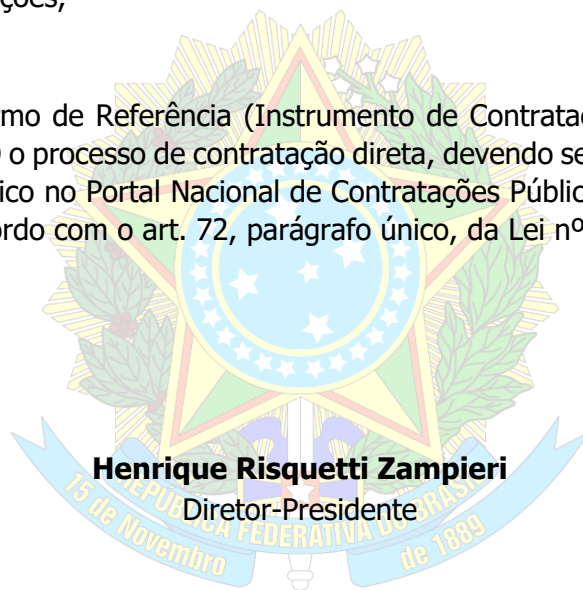 ções,
rmo de Referência (Instrumento de Contrataç
o processo de contratação direta, devendo se
ico no Portal Nacional de Contratações Públic
rdo com o art. 72, parágrafo único, da Lei nº
Henrique Risquetti Zampieri
Diretor-Presidente
REPÚBLICA FEDERATIVA DO BRASIL
15 de Novembro
de 1889